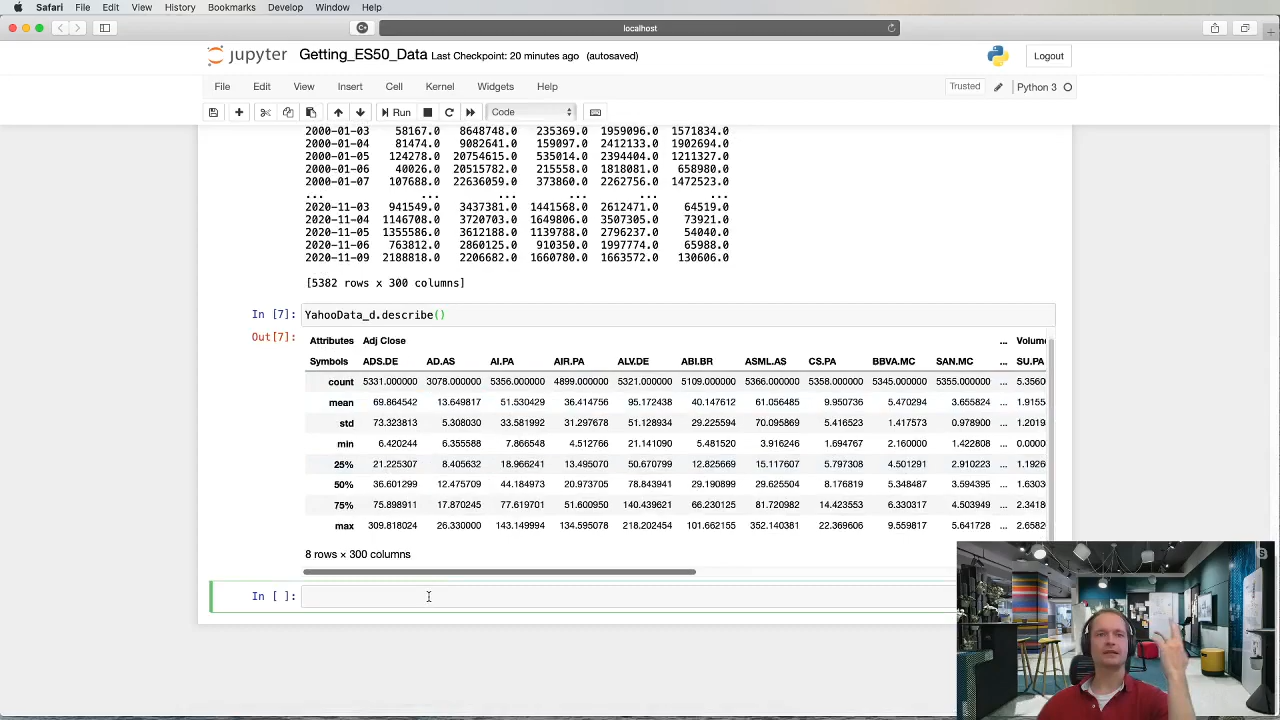 Safari File Edit View History Bookmarks Develop Window Help
localhost
jupyter Getting_ES50_Data Last Checkpoint: 20 minutes ago (autosaved) Logout
File Edit View Insert Cell Kernel Widgets Help Trusted Python 3
Run Code
2000-01-03 58167.0 8648748.0 235369.0 1959096.0 1571834.0
2000-01-04 81474.0 9082641.0 159097.0 2412133.0 1902694.0
2000-01-05 124278.0 20754615.0 535014.0 2394404.0 1211327.0
2000-01-06 40026.0 20515782.0 215558.0 1818081.0 658980.0
2000-01-07 107688.0 22636059.0 373860.0 2262756.0 1472523.0
... ... ... ... ... ...
2020-11-03 941549.0 3437381.0 1441568.0 2612471.0 64519.0
2020-11-04 1146708.0 3720703.0 1649806.0 3507305.0 73921.0
2020-11-05 1355586.0 3612188.0 1139788.0 2796237.0 54040.0
2020-11-06 763812.0 2860125.0 910350.0 1997774.0 65988.0
2020-11-09 2188818.0 2206682.0 1660780.0 1663572.0 130606.0
[5382 rows x 300 columns]
In [7]: YahooData_d.describe()
Out[7]:
Attributes Adj Close ... Volume
Symbols ADS.DE AD.AS AI.PA AIR.PA ALV.DE ABI.BR ASML.AS CS.PA BBVA.MC SAN.MC ... SU.PA
count 5331.000000 3078.000000 5356.000000 4899.000000 5321.000000 5109.000000 5366.000000 5358.000000 5345.000000 5355.000000 ... 5.3560
mean 69.864542 13.649817 51.530429 36.414756 95.172438 40.147612 61.056485 9.950736 5.470294 3.655824 ... 1.9155
std 73.323813 5.308030 33.581992 31.297678 51.128934 29.225594 70.095869 5.416523 1.417573 0.978900 ... 1.2019
min 6.420244 6.355588 7.866548 4.512766 21.141090 5.481520 3.916246 1.694767 2.160000 1.422808 ... 0.0000
25% 21.225307 8.405632 18.966241 13.495070 50.670799 12.825669 15.117607 5.797308 4.501291 2.910223 ... 1.1926
50% 36.601299 12.475709 44.184973 20.973705 78.843941 29.190899 29.625504 8.176819 5.348487 3.594395 ... 1.6303
75% 75.898911 17.870245 77.619701 51.600950 140.439621 66.230125 81.720982 14.423553 6.330317 4.503949 ... 2.3418
max 309.818024 26.330000 143.149994 134.595078 218.202454 101.662155 352.140381 22.369606 9.559817 5.641728 ... 2.6582
8 rows × 300 columns
In [ ]: